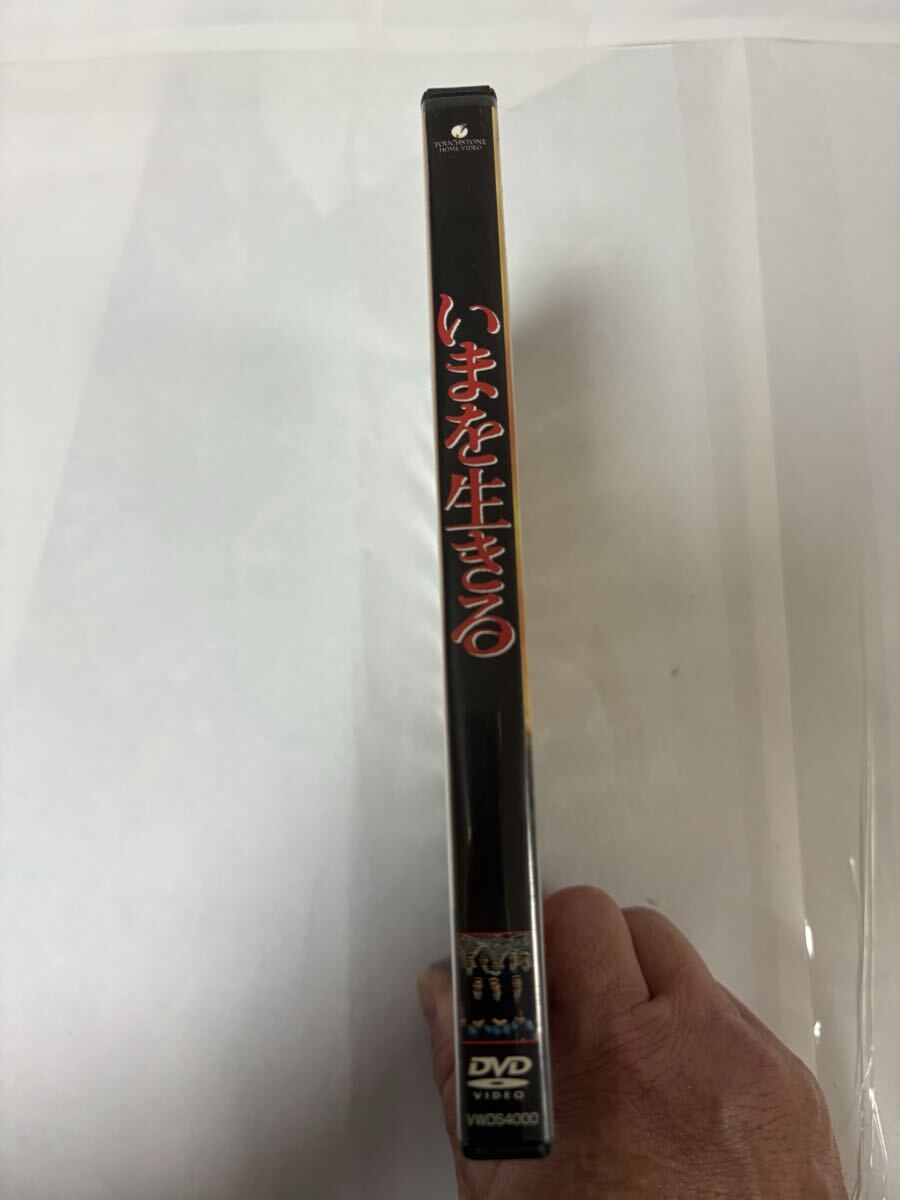 TOUCHSTONE
HOME VIDEO
いまを生きる
DVD
VIDEO
VWDS4000